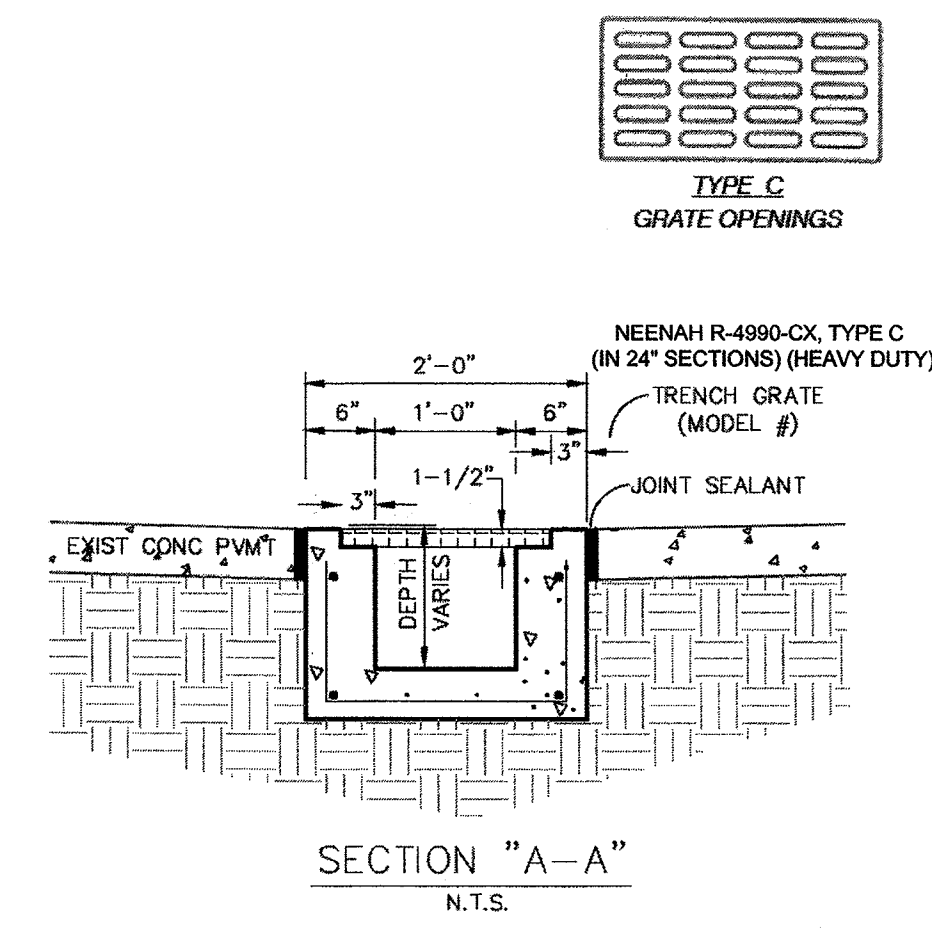 TYPE C
GRATE OPENINGS
NEENAH R-4990-CX, TYPE C
(IN 24" SECTIONS) (HEAVY DUTY)
TRENCH GRATE
(MODEL #)
2'-0"
6" 1'-0" 6"
3"
1-1/2"
3"
JOINT SEALANT
EXIST CONC PVMT
DEPTH
VARIES
SECTION "A-A"
N.T.S.